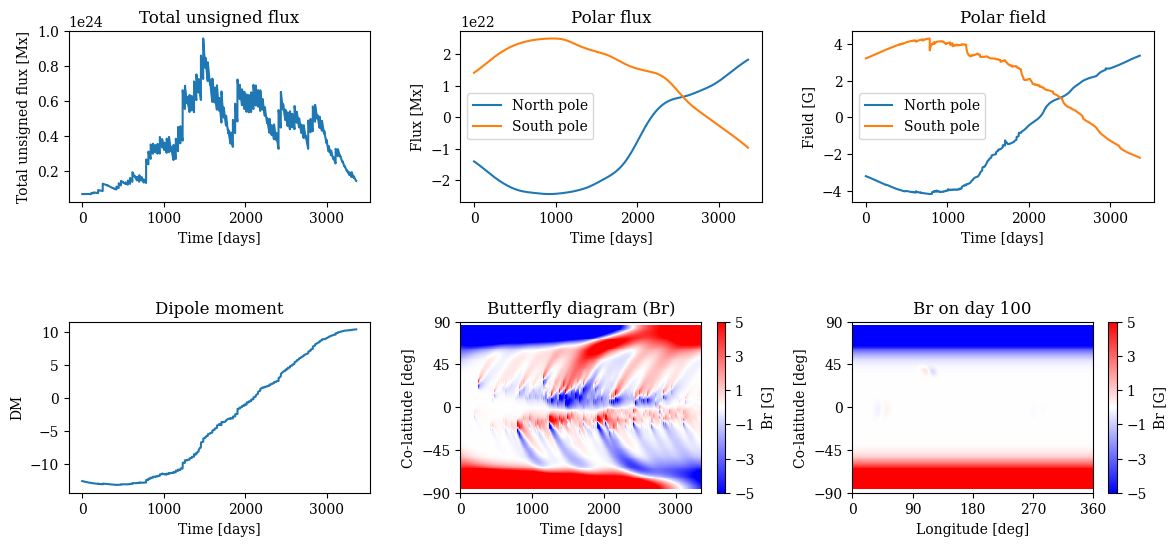 Total unsigned flux
1e24
Total unsigned flux [Mx]
1.0
0.8
0.6
0.4
0.2
0 1000 2000 3000
Time [days]
Polar flux
1e22
Flux [Mx]
2
1
0
−1
−2
North pole
South pole
0 1000 2000 3000
Time [days]
Polar field
Field [G]
4
2
0
−2
−4
North pole
South pole
0 1000 2000 3000
Time [days]
Dipole moment
DM
10
5
0
−5
−10
0 1000 2000 3000
Time [days]
Butterfly diagram (Br)
Co-latitude [deg]
90
45
0
−45
−90
0 1000 2000 3000
Time [days]
5
3
1
−1
−3
−5
Br [G]
Br on day 100
Co-latitude [deg]
90
45
0
−45
−90
0 90 180 270 360
Longitude [deg]
5
3
1
−1
−3
−5
Br [G]